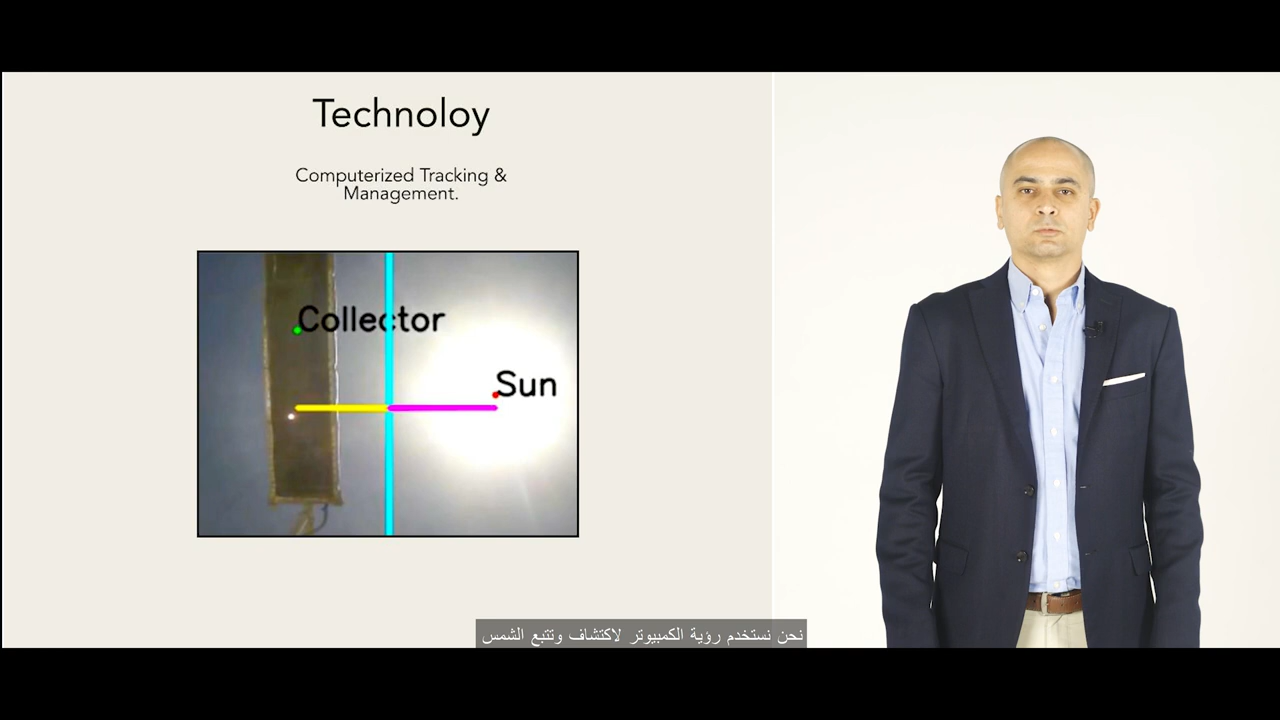 Technoloy
Computerized Tracking &
Management.
Collector
Sun
نحن نستخدم رؤية الكمبيوتر لاكتشاف وتتبع الشمس